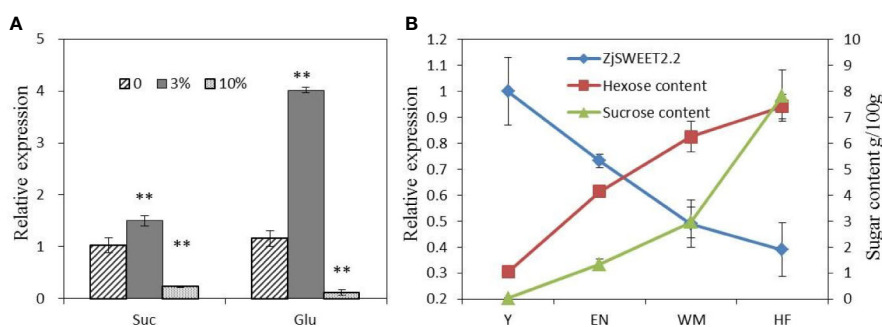 A
Relative expression
5
4
3
2
1
0
0 3% 10%
**
**
**
**
Suc Glu
B
Relative expression
1.2
1.1
1
0.9
0.8
0.7
0.6
0.5
0.4
0.3
0.2
ZjSWEET2.2
Hexose content
Sucrose content
10
9
8
7
6
5
4
3
2
1
0
Sugar content g/100g
Y EN WM HF